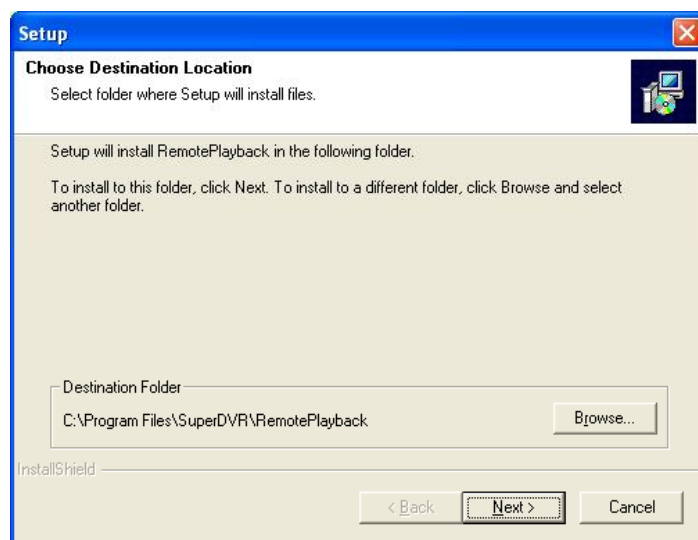 Setup
Choose Destination Location
Select folder where Setup will install files.
Setup will install RemotePlayback in the following folder.
To install to this folder, click Next. To install to a different folder, click Browse and select
another folder.
Destination Folder
C:\Program Files\SuperDVR\RemotePlayback
Browse...
InstallShield
< Back
Next >
Cancel